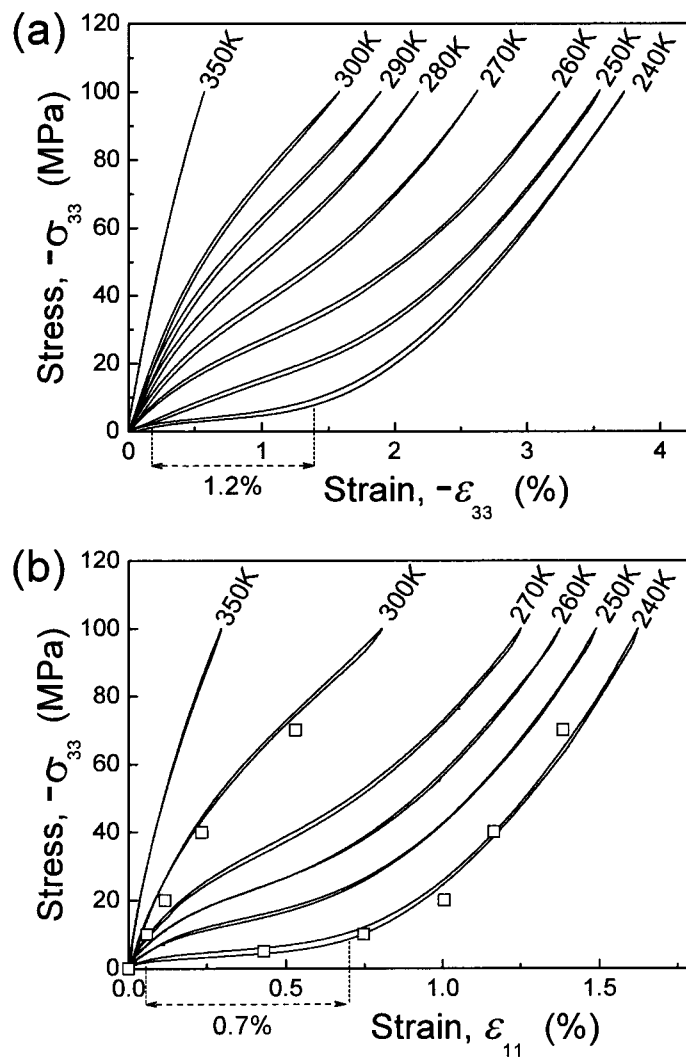 (a)
120
100
80
60
40
20
0
Stress, -σ33 (MPa)
350K
300K
290K
280K
270K
260K
250K
240K
0 1 2 3 4
1.2%
Strain, -ε33 (%)
(b)
120
100
80
60
40
20
0
Stress, -σ33 (MPa)
350K
300K
270K
260K
250K
240K
0.0 0.5 1.0 1.5
0.7%
Strain, ε11 (%)